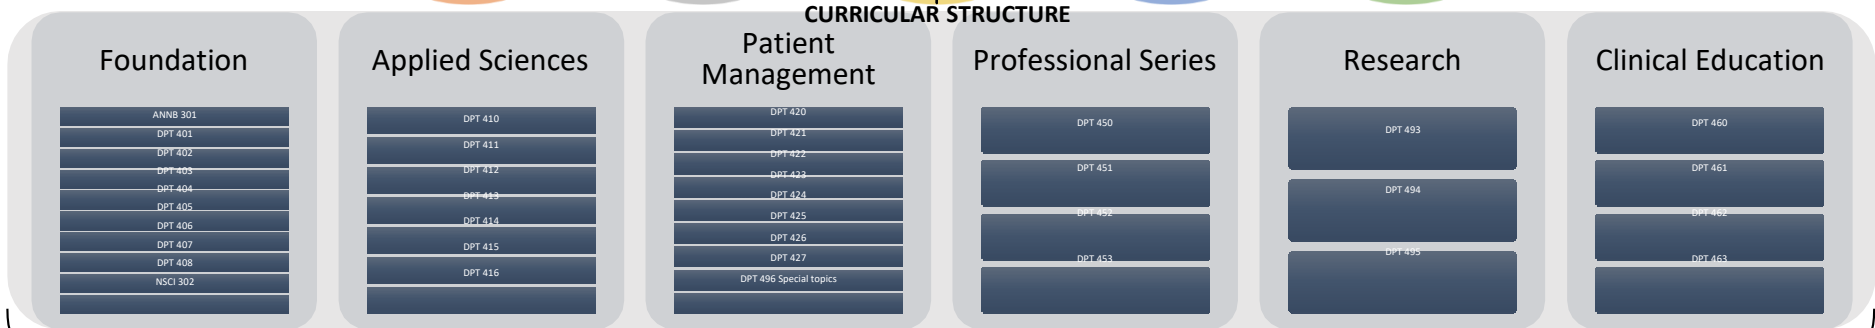 CURRICULAR STRUCTURE
Foundation
ANNB 301
DPT 401
DPT 402
DPT 403
DPT 404
DPT 405
DPT 406
DPT 407
DPT 408
NSCI 302
Applied Sciences
DPT 410
DPT 411
DPT 412
DPT 413
DPT 414
DPT 415
DPT 416
Patient
Management
DPT 420
DPT 421
DPT 422
DPT 423
DPT 424
DPT 425
DPT 426
DPT 427
DPT 496 Special topics
Professional Series
DPT 450
DPT 451
DPT 452
DPT 453
Research
DPT 493
DPT 494
DPT 495
Clinical Education
DPT 460
DPT 461
DPT 462
DPT 463